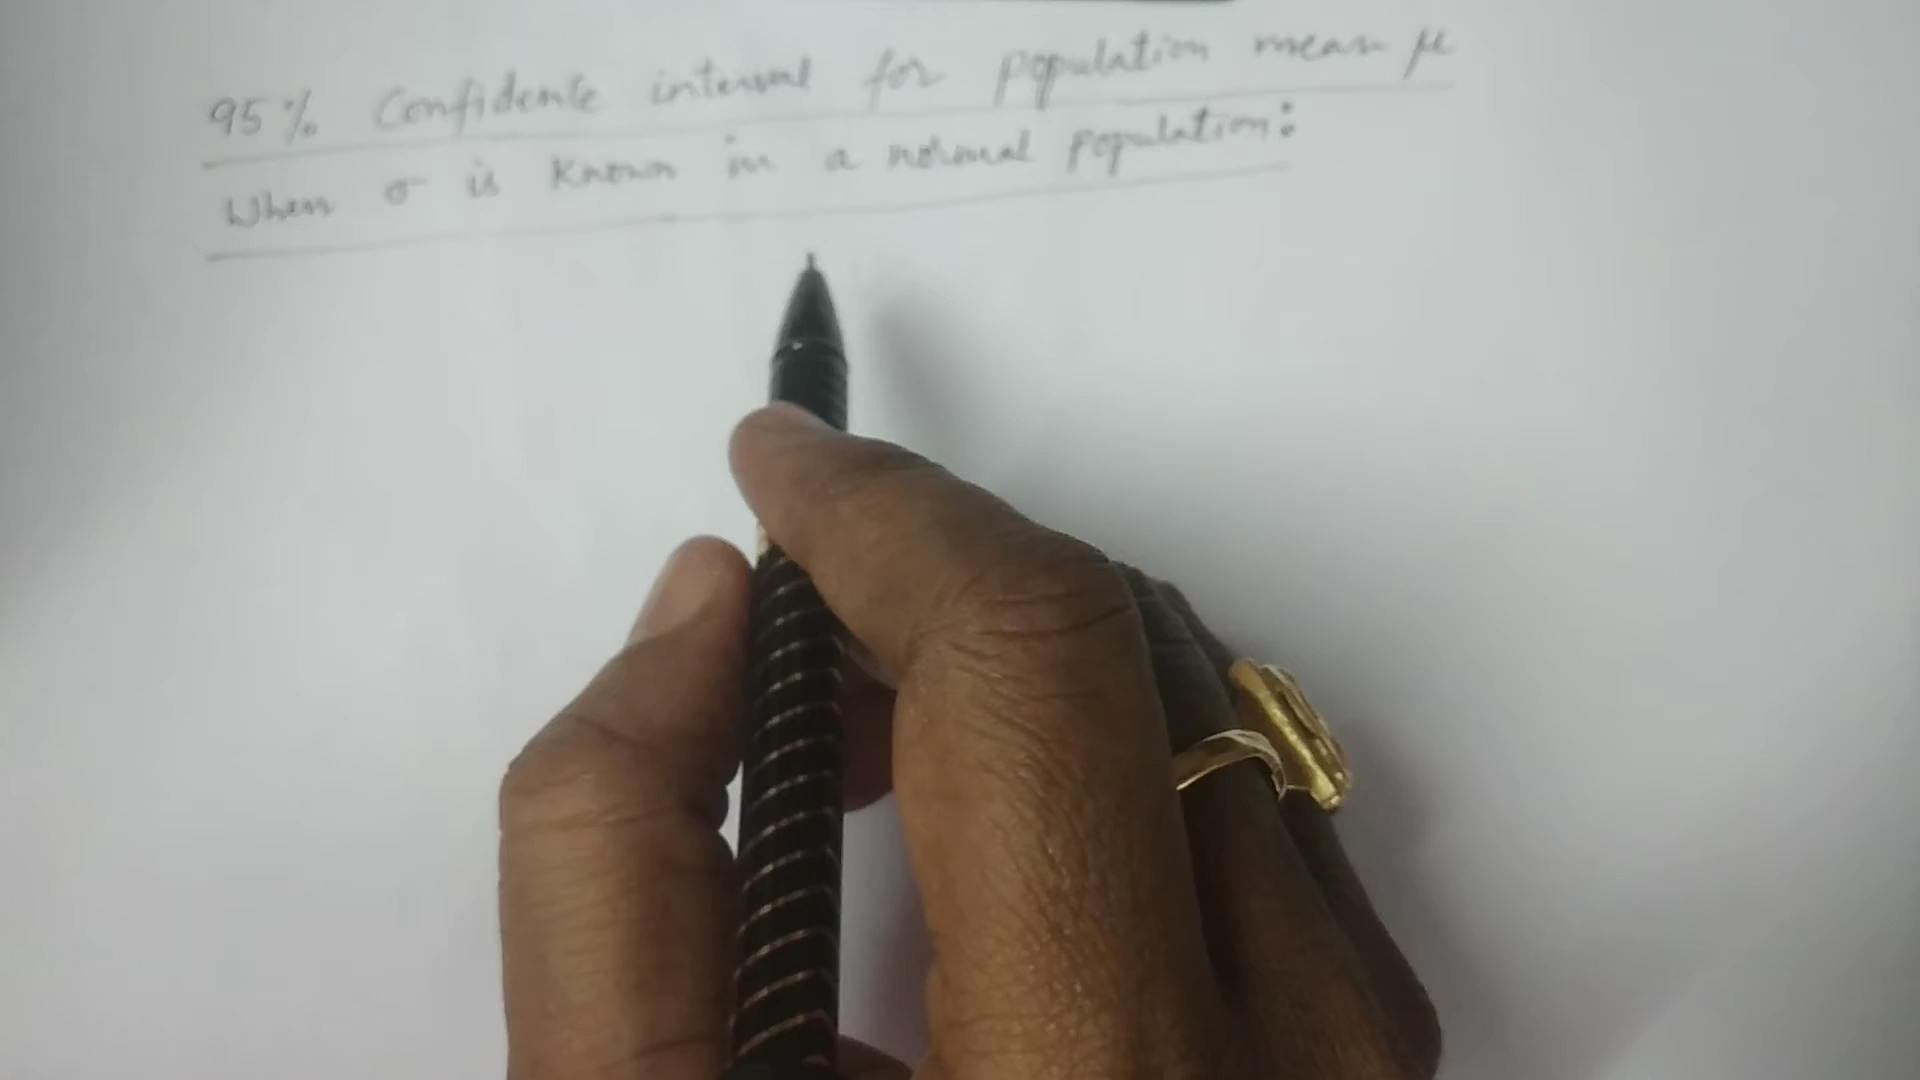 95% Confidente interval for population mean μ
When σ is known in a normal population: